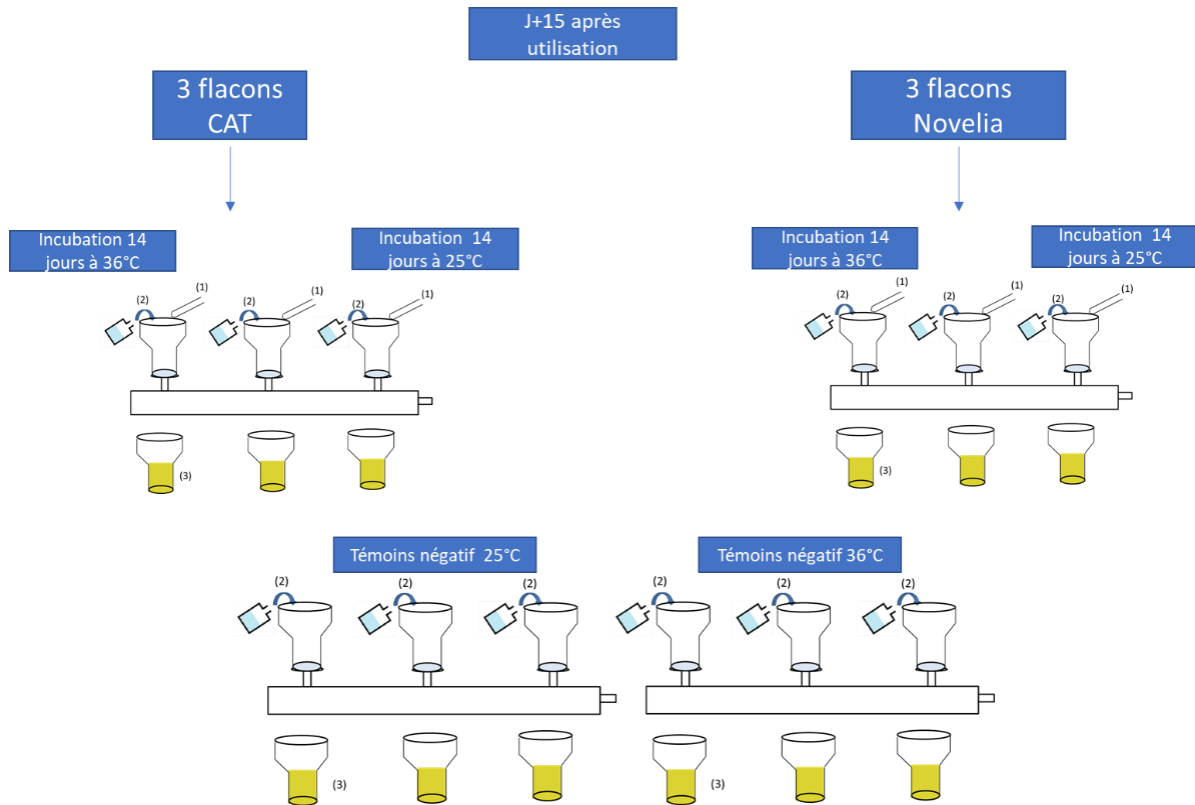 J+15 après
utilisation
3 flacons
CAT
3 flacons
Novelia
Incubation 14
jours à 36°C
Incubation 14
jours à 25°C
Incubation 14
jours à 36°C
Incubation 14
jours à 25°C
(2)
(1)
(2)
(1)
(2)
(1)
(2)
(1)
(2)
(1)
(2)
(1)
(3)
(3)
Témoins négatif 25°C
Témoins négatif 36°C
(2)
(2)
(2)
(2)
(2)
(2)
(3)
(3)